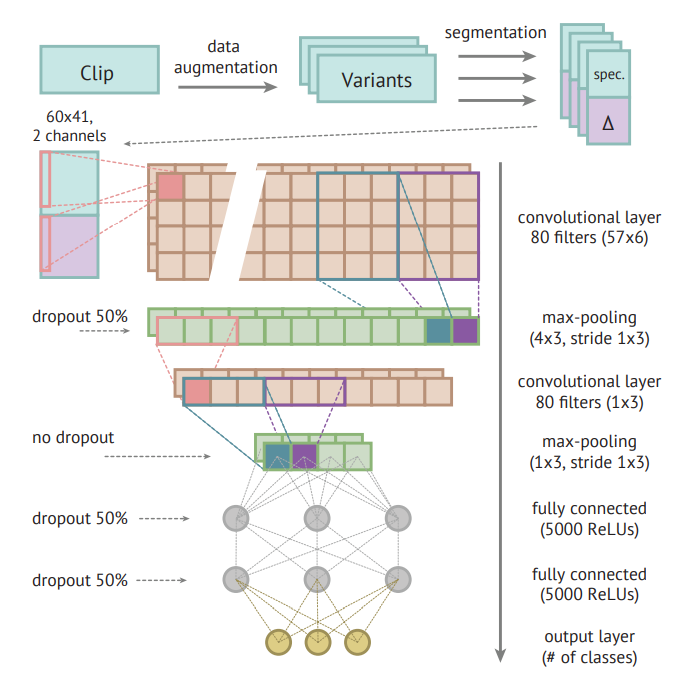 Clip
data
augmentation
Variants
segmentation
spec.
Δ
60x41,
2 channels
convolutional layer
80 filters (57x6)
dropout 50%
max-pooling
(4x3, stride 1x3)
convolutional layer
80 filters (1x3)
no dropout
max-pooling
(1x3, stride 1x3)
dropout 50%
fully connected
(5000 ReLUs)
dropout 50%
fully connected
(5000 ReLUs)
output layer
(# of classes)